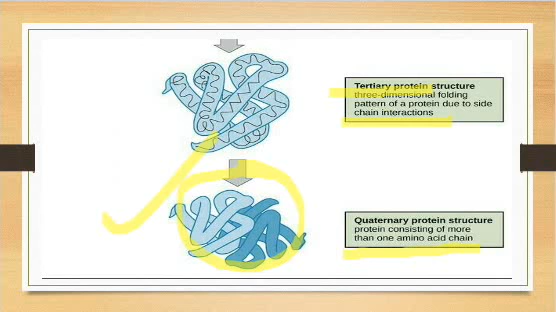 Tertiary protein structure
three-dimensional folding
pattern of a protein due to side
chain interactions
Quaternary protein structure
protein consisting of more
than one amino acid chain